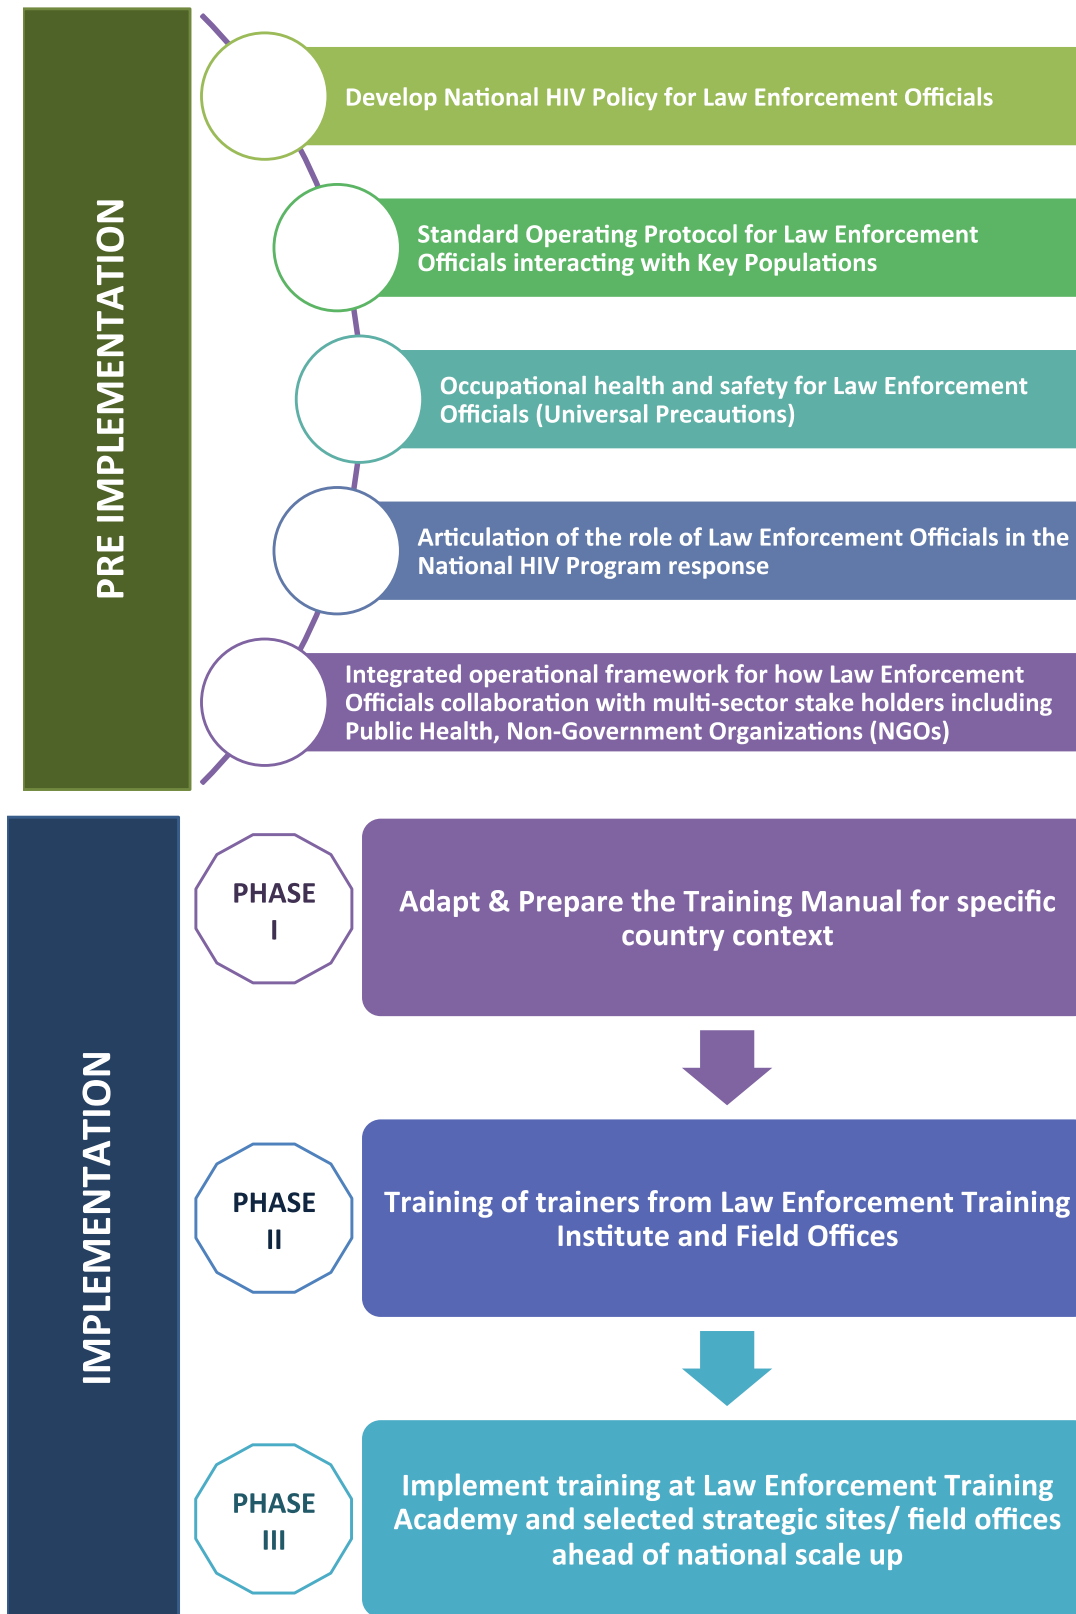 PRE IMPLEMENTATION
Develop National HIV Policy for Law Enforcement Officials
Standard Operating Protocol for Law Enforcement
Officials interacting with Key Populations
Occupational health and safety for Law Enforcement
Officials (Universal Precautions)
Articulation of the role of Law Enforcement Officials in the
National HIV Program response
Integrated operational framework for how Law Enforcement
Officials collaboration with multi-sector stake holders including
Public Health, Non-Government Organizations (NGOs)
IMPLEMENTATION
PHASE
I
Adapt & Prepare the Training Manual for specific
country context
PHASE
II
Training of trainers from Law Enforcement Training
Institute and Field Offices
PHASE
III
Implement training at Law Enforcement Training
Academy and selected strategic sites/ field offices
ahead of national scale up